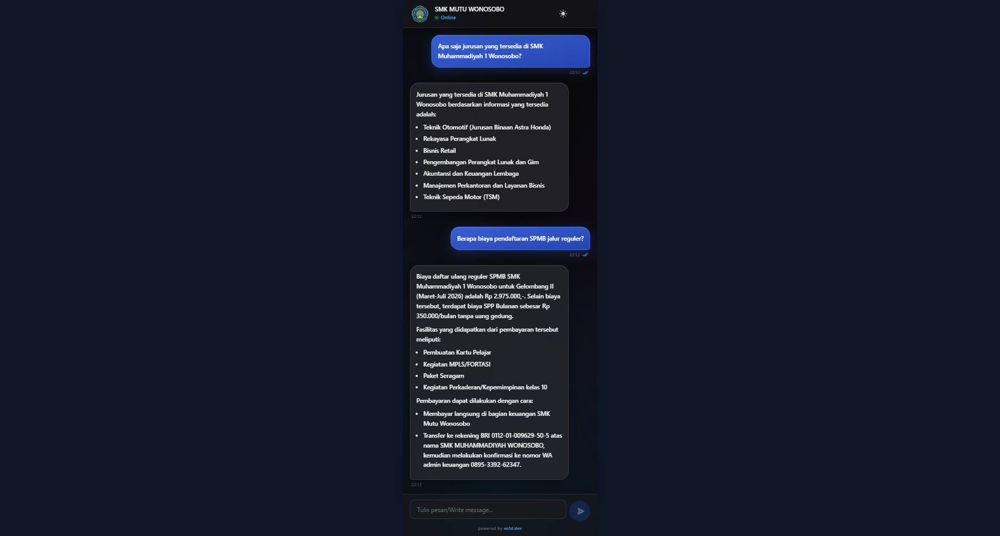 SMK MUTU WONOSOBO
Online
Apa saja jurusan yang tersedia di SMK
Muhammadiyah 1 Wonosobo?
22:12
Jurusan yang tersedia di SMK Muhammadiyah 1
Wonosobo berdasarkan informasi yang tersedia
adalah:
• Teknik Otomotif (Jurusan Binaan Astra Honda)
• Rekayasa Perangkat Lunak
• Bisnis Retail
• Pengembangan Perangkat Lunak dan Gim
• Akuntansi dan Keuangan Lembaga
• Manajemen Perkantoran dan Layanan Bisnis
• Teknik Sepeda Motor (TSM)
22:12
Berapa biaya pendaftaran SPMB jalur reguler?
22:12
Biaya daftar ulang reguler SPMB SMK
Muhammadiyah 1 Wonosobo untuk Gelombang II
(Maret-Juli 2026) adalah Rp 2.975.000,-. Selain biaya
tersebut, terdapat biaya SPP Bulanan sebesar Rp
350.000/bulan tanpa uang gedung.
Fasilitas yang didapatkan dari pembayaran tersebut
meliputi:
• Pembuatan Kartu Pelajar
• Kegiatan MPLS/FORTASI
• Paket Seragam
• Kegiatan Perkaderan/Kepemimpinan kelas 10
Pembayaran dapat dilakukan dengan cara:
• Membayar langsung di bagian keuangan SMK
Mutu Wonosobo
• Transfer ke rekening BRI 0112-01-009629-50-5 atas
nama SMK MUHAMMADIYAH WONOSOBO,
kemudian melakukan konfirmasi ke nomor WA
admin keuangan 0895-3392-62347.
22:12
Tulis pesan/Write message...
powered by vo1d.dev